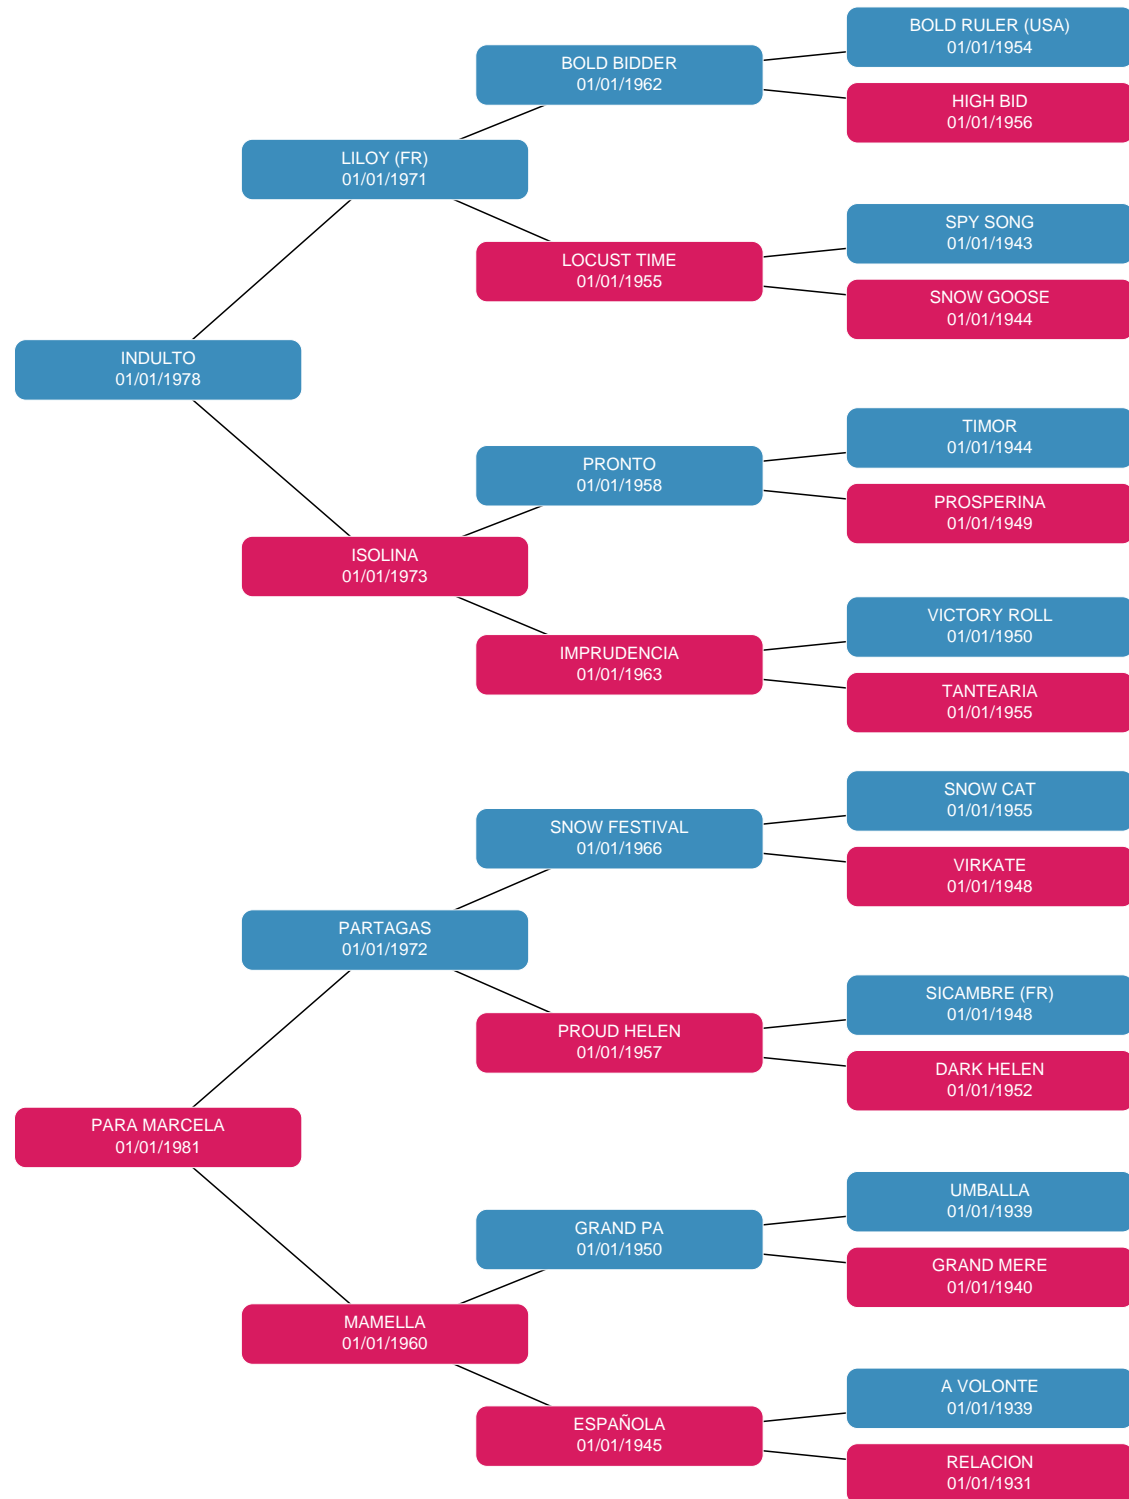 BOLD RULER (USA)
01/01/1954
BOLD BIDDER
01/01/1962
HIGH BID
01/01/1956
LILOY (FR)
01/01/1971
SPY SONG
01/01/1943
LOCUST TIME
01/01/1955
SNOW GOOSE
01/01/1944
INDULTO
01/01/1978
TIMOR
01/01/1944
PRONTO
01/01/1958
PROSPERINA
01/01/1949
ISOLINA
01/01/1973
VICTORY ROLL
01/01/1950
IMPRUDENCIA
01/01/1963
TANTEARIA
01/01/1955
SNOW CAT
01/01/1955
SNOW FESTIVAL
01/01/1966
VIRKATE
01/01/1948
PARTAGAS
01/01/1972
SICAMBRE (FR)
01/01/1948
PROUD HELEN
01/01/1957
DARK HELEN
01/01/1952
PARA MARCELA
01/01/1981
UMBALLA
01/01/1939
GRAND PA
01/01/1950
GRAND MERE
01/01/1940
MAMELLA
01/01/1960
A VOLONTE
01/01/1939
ESPAÑOLA
01/01/1945
RELACION
01/01/1931